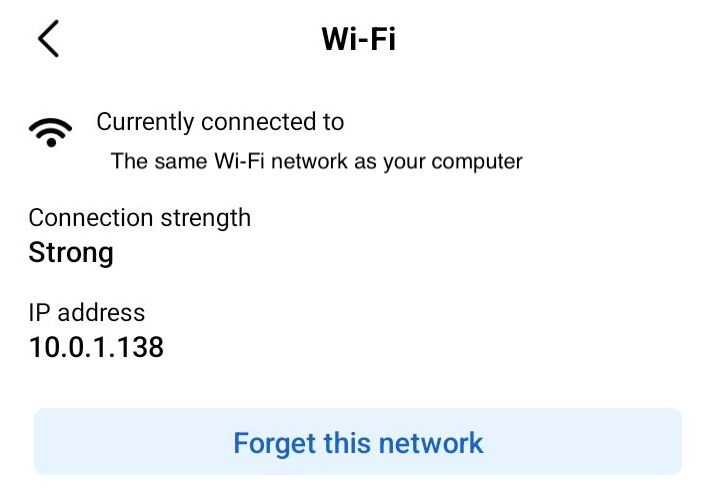 Wi-Fi
Currently connected to
The same Wi-Fi network as your computer
Connection strength
Strong
IP address
10.0.1.138
Forget this network